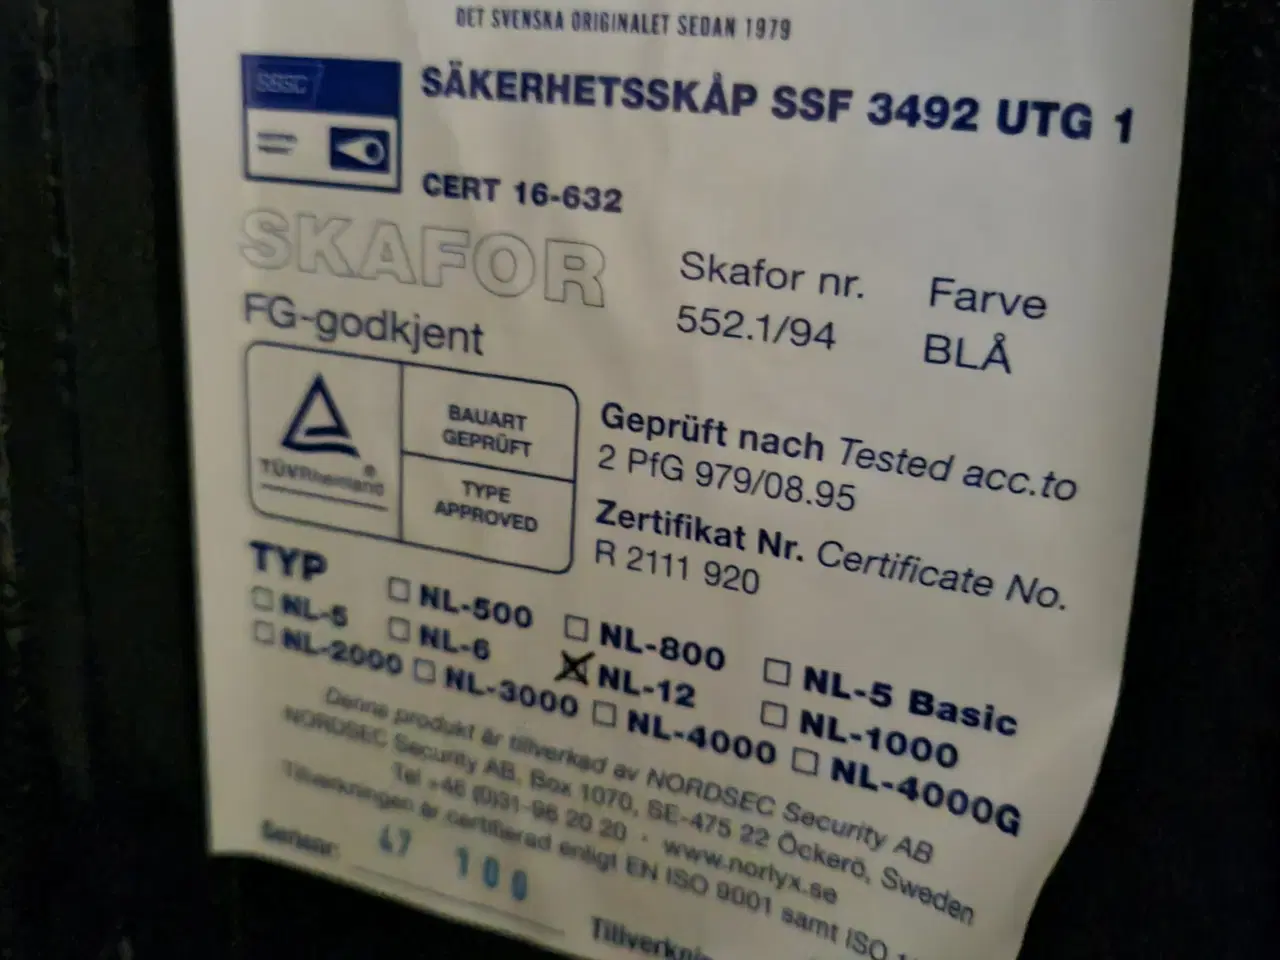 DET SVENSKA ORIGINALET SEDAN 1979
SBSC
SÄKERHETSSKÅP SSF 3492 UTG 1
CERT 16-632
SKAFOR
FG-godkjent
Skafor nr. Farve
552.1/94 BLÅ
TÜVRheinland ®
BAUART
GEPRÜFT
TYPE
APPROVED
Geprüft nach Tested acc.to
2 PfG 979/08.95
Zertifikat Nr. Certificate No.
R 2111 920
TYP
☐ NL-500 ☐ NL-800 ☐ NL-5 Basic
☐ NL-5 ☐ NL-6 ☒ NL-12 ☐ NL-1000
☐ NL-2000 ☐ NL-3000 ☐ NL-4000 ☐ NL-4000G
Denna produkt är tillverkad av NORDSEC Security AB
NORDSEC Security AB, Box 1070, SE-475 22 Öckerö, Sweden
Tel +46 (0)31-96 20 20 · www.norlyx.se
Tillverkningen är certifierad enligt EN ISO 9001 samt ISO
Serienr: 47 100